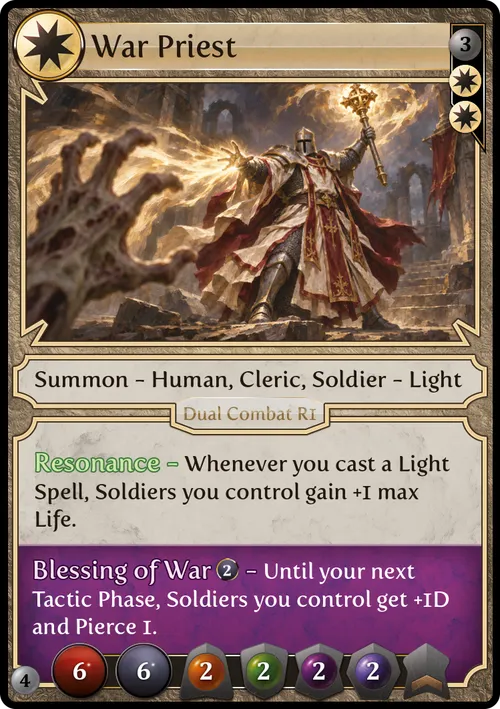 War Priest
3
Summon – Human, Cleric, Soldier – Light
Dual Combat R1
Resonance – Whenever you cast a Light
Spell, Soldiers you control gain +1 max
Life.
Blessing of War 2 – Until your next
Tactic Phase, Soldiers you control get +1D
and Pierce 1.
4 6* 6* 2 2 2 2